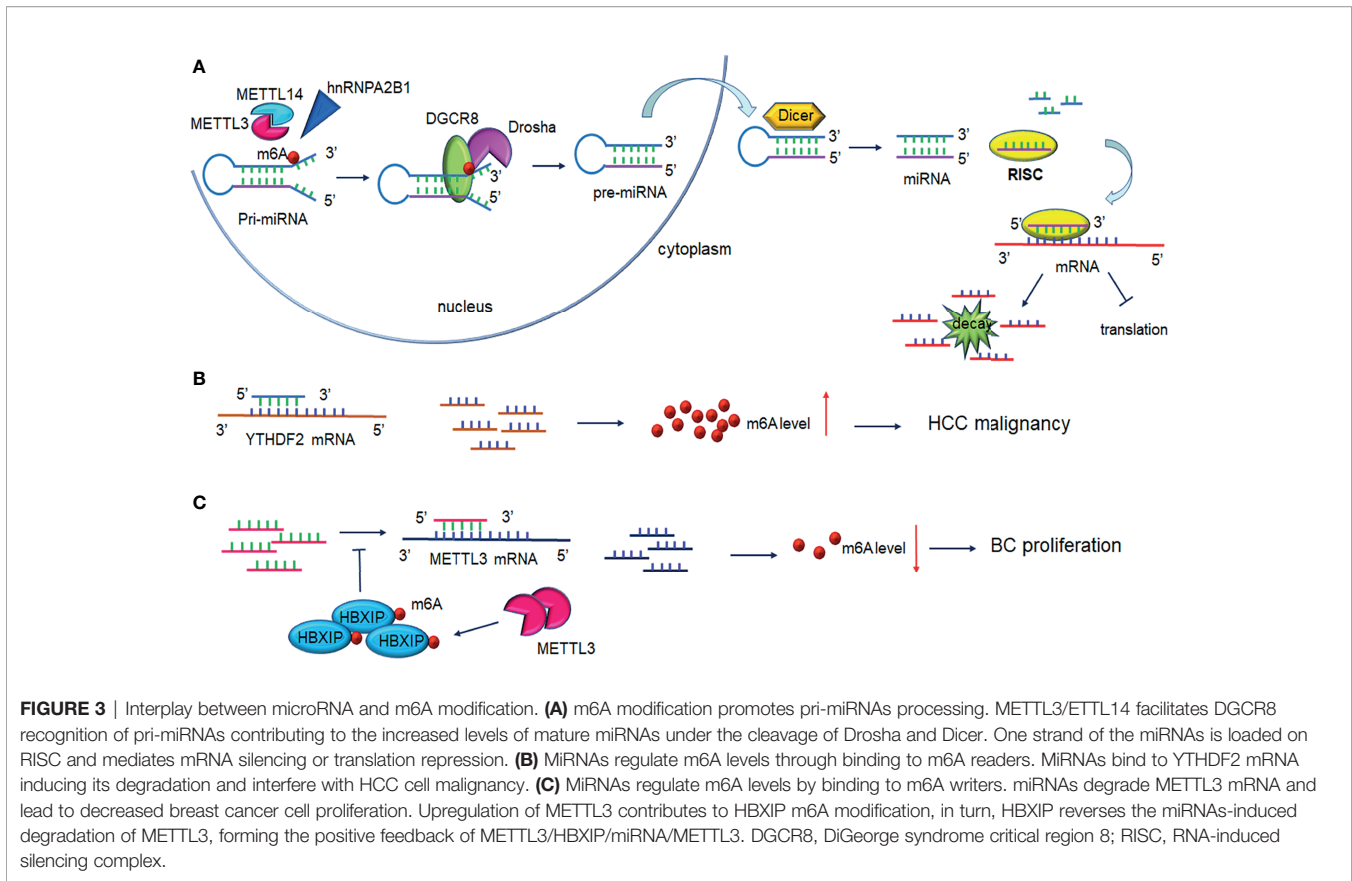 A
hnRNPA2B1
METTL14
METTL3
m6A
3'
5'
Pri-miRNA
DGCR8
Drosha
3'
5'
3'
5'
pre-miRNA
nucleus
cytoplasm
Dicer
3'
5'
3'
5'
miRNA
RISC
5'
3'
3'
5'
mRNA
decay
translation
B
5'
3'
3'
5'
YTHDF2 mRNA
m6A level
HCC malignancy
C
5'
3'
3'
5'
METTL3 mRNA
m6A level
BC proliferation
m6A
HBXIP
HBXIP
HBXIP
METTL3
FIGURE 3 | Interplay between microRNA and m6A modification. (A) m6A modification promotes pri-miRNAs processing. METTL3/ETTL14 facilitates DGCR8
recognition of pri-miRNAs contributing to the increased levels of mature miRNAs under the cleavage of Drosha and Dicer. One strand of the miRNAs is loaded on
RISC and mediates mRNA silencing or translation repression. (B) MiRNAs regulate m6A levels through binding to m6A readers. MiRNAs bind to YTHDF2 mRNA
inducing its degradation and interfere with HCC cell malignancy. (C) MiRNAs regulate m6A levels by binding to m6A writers. miRNAs degrade METTL3 mRNA and
lead to decreased breast cancer cell proliferation. Upregulation of METTL3 contributes to HBXIP m6A modification, in turn, HBXIP reverses the miRNAs-induced
degradation of METTL3, forming the positive feedback of METTL3/HBXIP/miRNA/METTL3. DGCR8, DiGeorge syndrome critical region 8; RISC, RNA-induced
silencing complex.